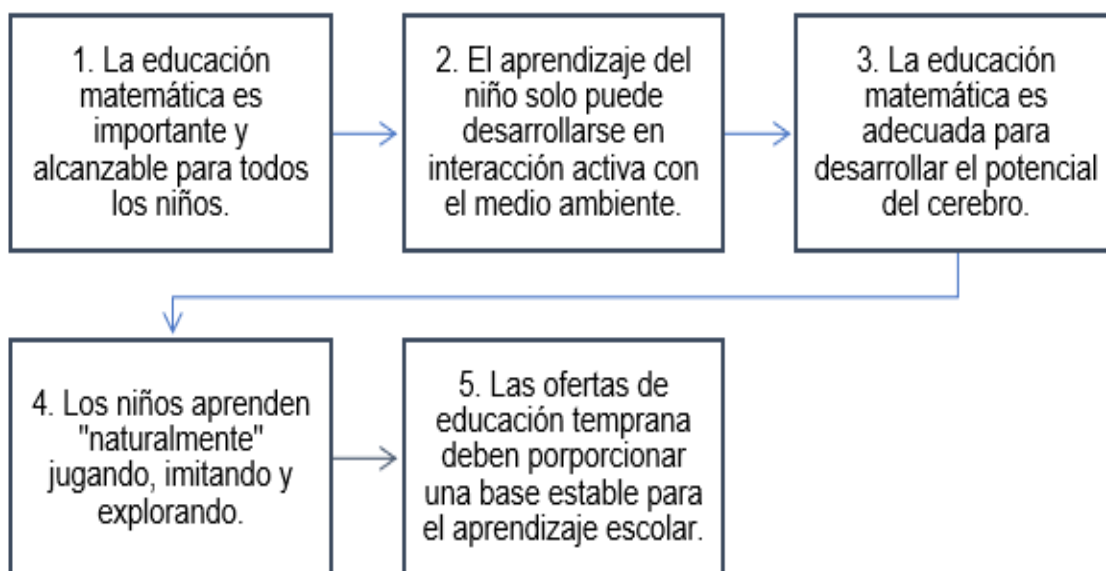 1. La educación
matemática es
importante y
alcanzable para todos
los niños.
2. El aprendizaje del
niño solo puede
desarrollarse en
interacción activa con
el medio ambiente.
3. La educación
matemática es
adecuada para
desarrollar el potencial
del cerebro.
4. Los niños aprenden
"naturalmente"
jugando, imitando y
explorando.
5. Las ofertas de
educación temprana
deben porporcionar
una base estable para
el aprendizaje escolar.